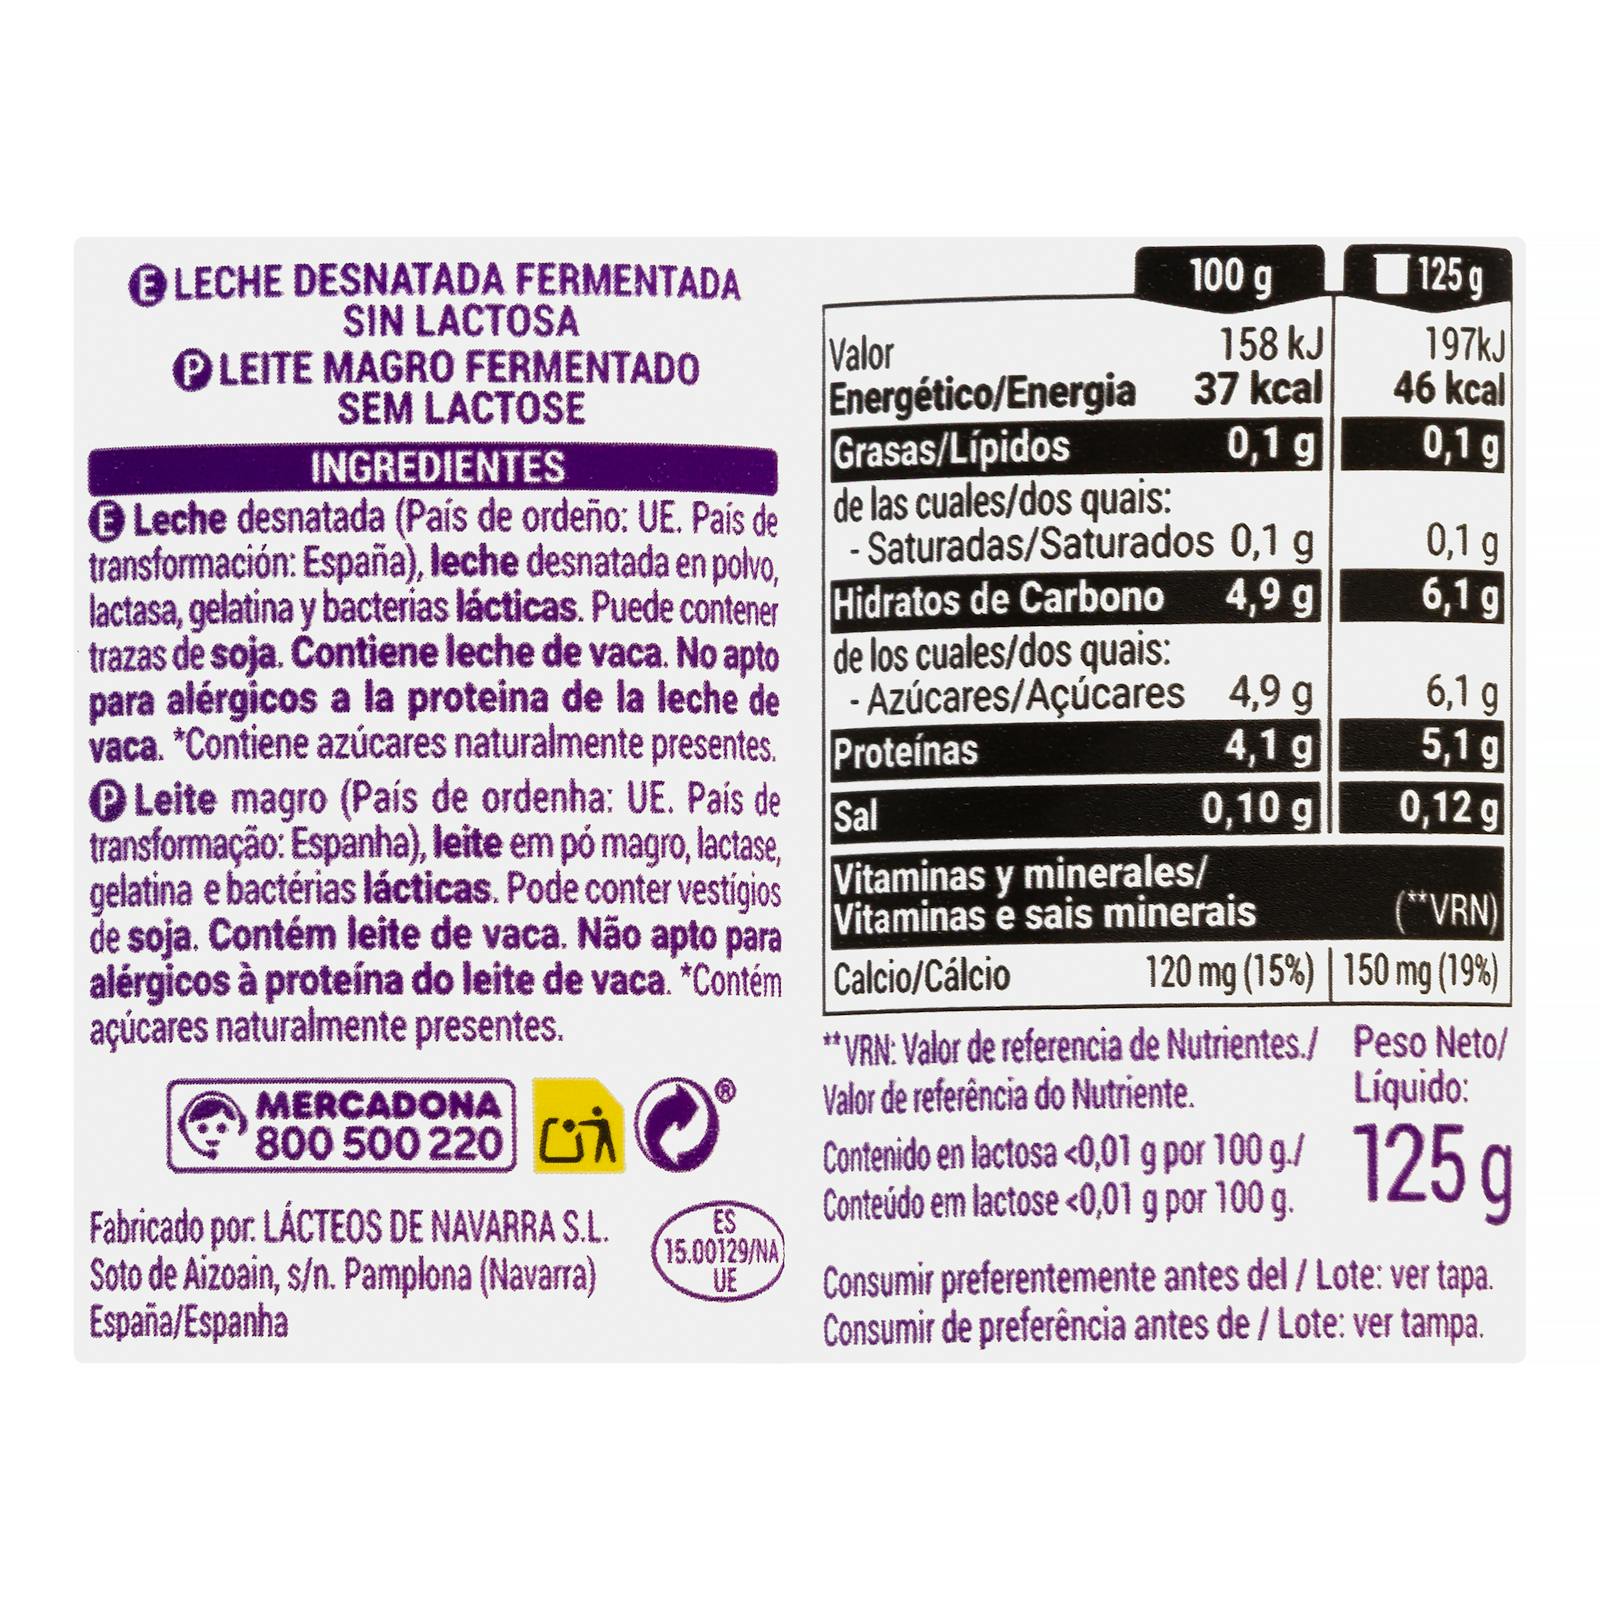 E LECHE DESNATADA FERMENTADA
SIN LACTOSA
P LEITE MAGRO FERMENTADO
SEM LACTOSE
INGREDIENTES
E Leche desnatada (País de ordeño: UE. País de
transformación: España), leche desnatada en polvo,
lactasa, gelatina y bacterias lácticas. Puede contener
trazas de soja. Contiene leche de vaca. No apto
para alérgicos a la proteina de la leche de
vaca. *Contiene azúcares naturalmente presentes.
P Leite magro (País de ordenha: UE. País de
transformação: Espanha), leite em pó magro, lactase,
gelatina e bactérias lácticas. Pode conter vestígios
de soja. Contém leite de vaca. Não apto para
alérgicos à proteína do leite de vaca. *Contém
açúcares naturalmente presentes.
MERCADONA
800 500 220
®
Fabricado por: LÁCTEOS DE NAVARRA S.L.
Soto de Aizoain, s/n. Pamplona (Navarra)
España/Espanha
ES
15.00129/NA
UE
100 g 125 g
Valor 158 kJ 197kJ
Energético/Energia 37 kcal 46 kcal
Grasas/Lípidos 0,1 g 0,1 g
de las cuales/dos quais:
- Saturadas/Saturados 0,1 g 0,1 g
Hidratos de Carbono 4,9 g 6,1 g
de los cuales/dos quais:
- Azúcares/Açúcares 4,9 g 6,1 g
Proteínas 4,1 g 5,1 g
Sal 0,10 g 0,12 g
Vitaminas y minerales/
Vitaminas e sais minerais (**VRN)
Calcio/Cálcio 120 mg (15%) 150 mg (19%)
**VRN: Valor de referencia de Nutrientes./
Valor de referência do Nutriente.
Contenido en lactosa <0,01 g por 100 g./
Conteúdo em lactose <0,01 g por 100 g.
Peso Neto/
Líquido:
125 g
Consumir preferentemente antes del / Lote: ver tapa.
Consumir de preferência antes de / Lote: ver tampa.